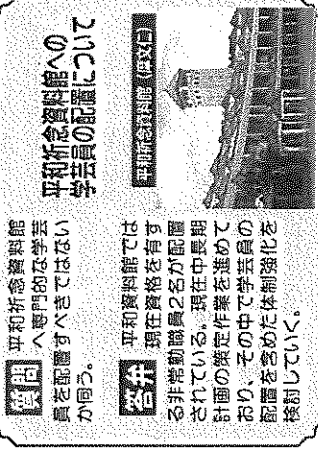 平和祈念資料館への
学芸員の配置について
平和祈念資料館（糸満市）
質問 平和祈念資料館
へ専門的な学芸
員を配置すべきではない
か伺う。
答弁 平和資料館では
現在資格を有す
る非常勤職員2名が配置
されている。現在中長期
計画の策定作業を進めて
おり、その中で学芸員の
配置を含めた体制強化を
検討していく。